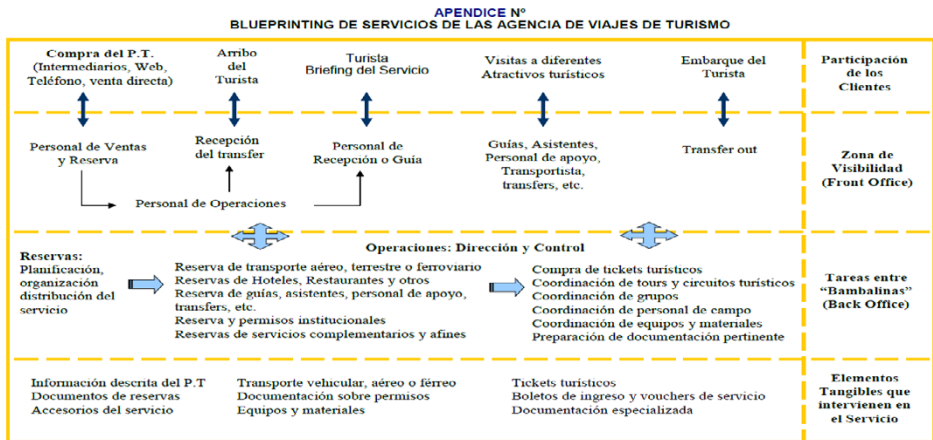 APENDICE Nº
BLUEPRINTING DE SERVICIOS DE LAS AGENCIA DE VIAJES DE TURISMO
Compra del P.T.
(Intermediarios, Web,
Teléfono, venta directa)
Arribo
del
Turista
Turista
Briefing del Servicio
Visitas a diferentes
Atractivos turísticos
Embarque del
Turista
Participación
de los
Clientes
Personal de Ventas
y Reserva
Recepción
del transfer
Personal de
Recepción o Guía
Guías, Asistentes,
Personal de apoyo,
Transportista,
transfers, etc.
Transfer out
Zona de
Visibilidad
(Front Office)
Personal de Operaciones
Operaciones: Dirección y Control
Reservas:
Planificación,
organización
distribución del
servicio
Reserva de transporte aéreo, terrestre o ferroviario
Reservas de Hoteles, Restaurantes y otros
Reserva de guías, asistentes, personal de apoyo,
transfers, etc.
Reserva y permisos institucionales
Reservas de servicios complementarios y afines
Compra de tickets turísticos
Coordinación de tours y circuitos turísticos
Coordinación de grupos
Coordinación de personal de campo
Coordinación de equipos y materiales
Preparación de documentación pertinente
Tareas entre
“Bambalinas”
(Back Office)
Información descrita del P.T
Documentos de reservas
Accesorios del servicio
Transporte vehicular, aéreo o férreo
Documentación sobre permisos
Equipos y materiales
Tickets turísticos
Boletos de ingreso y vouchers de servicio
Documentación especializada
Elementos
Tangibles que
intervienen en
el Servicio